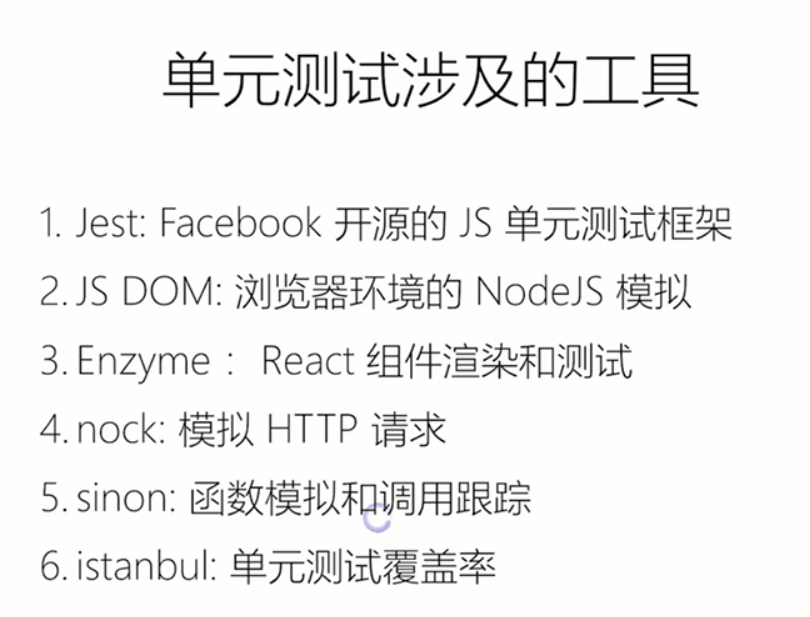 单元测试涉及的工具
1. Jest: Facebook 开源的 JS 单元测试框架
2. JS DOM: 浏览器环境的 NodeJS 模拟
3. Enzyme： React 组件渲染和测试
4. nock: 模拟 HTTP 请求
5. sinon: 函数模拟和调用跟踪
6. istanbul: 单元测试覆盖率